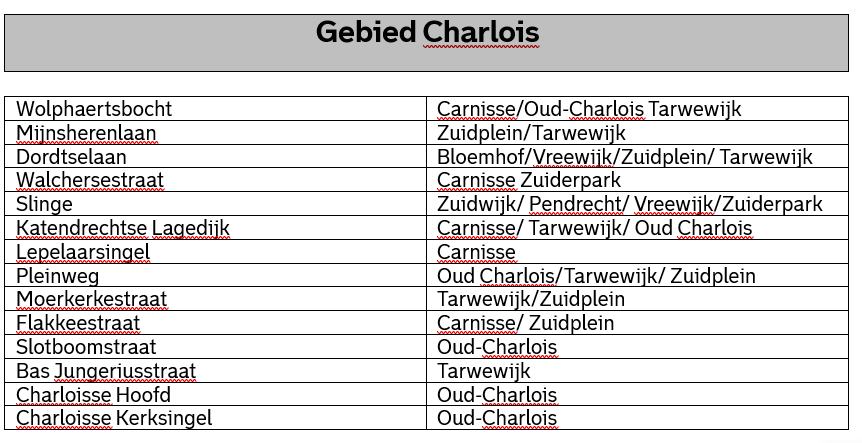 Gebied Charlois
Wolphaertsbocht Carnisse/Oud-Charlois Tarwewijk
Mijnsherenlaan Zuidplein/Tarwewijk
Dordtselaan Bloemhof/Vreewijk/Zuidplein/ Tarwewijk
Walchersestraat Carnisse Zuiderpark
Slinge Zuidwijk/ Pendrecht/ Vreewijk/Zuiderpark
Katendrechtse Lagedijk Carnisse/ Tarwewijk/ Oud Charlois
Lepelaarsingel Carnisse
Pleinweg Oud Charlois/Tarwewijk/ Zuidplein
Moerkerkestraat Tarwewijk/Zuidplein
Flakkeestraat Carnisse/ Zuidplein
Slotboomstraat Oud-Charlois
Bas Jungeriusstraat Tarwewijk
Charloisse Hoofd Oud-Charlois
Charloisse Kerksingel Oud-Charlois